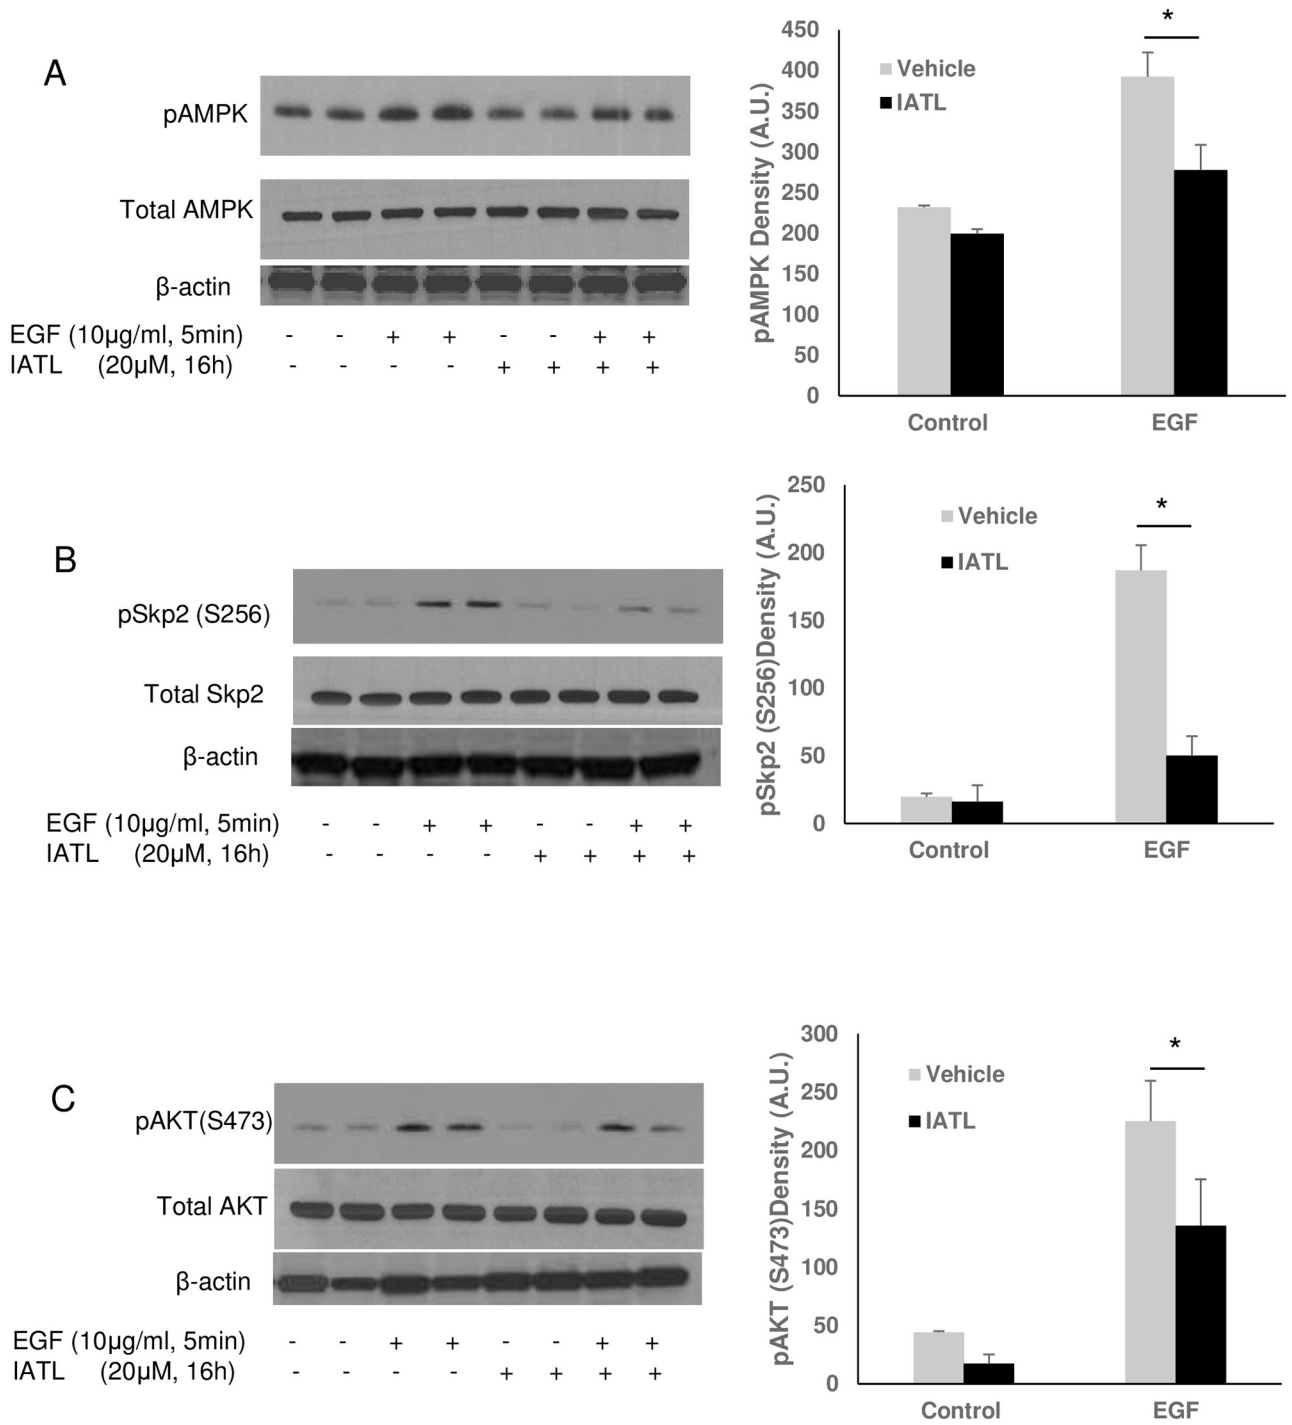 A
pAMPK
Total AMPK
β-actin
EGF (10μg/ml, 5min) - - + + - - + +
IATL (20μM, 16h) - - - - + + + +
pAMPK Density (A.U.)
450
400
350
300
250
200
150
100
50
0
Vehicle
IATL
*
Control EGF
B
pSkp2 (S256)
Total Skp2
β-actin
EGF (10μg/ml, 5min) - - + + - - + +
IATL (20μM, 16h) - - - - + + + +
pSkp2 (S256)Density (A.U.)
250
200
150
100
50
0
Vehicle
IATL
*
Control EGF
C
pAKT(S473)
Total AKT
β-actin
EGF (10μg/ml, 5min) - - + + - - + +
IATL (20μM, 16h) - - - - + + + +
pAKT (S473)Density (A.U.)
300
250
200
150
100
50
0
Vehicle
IATL
*
Control EGF